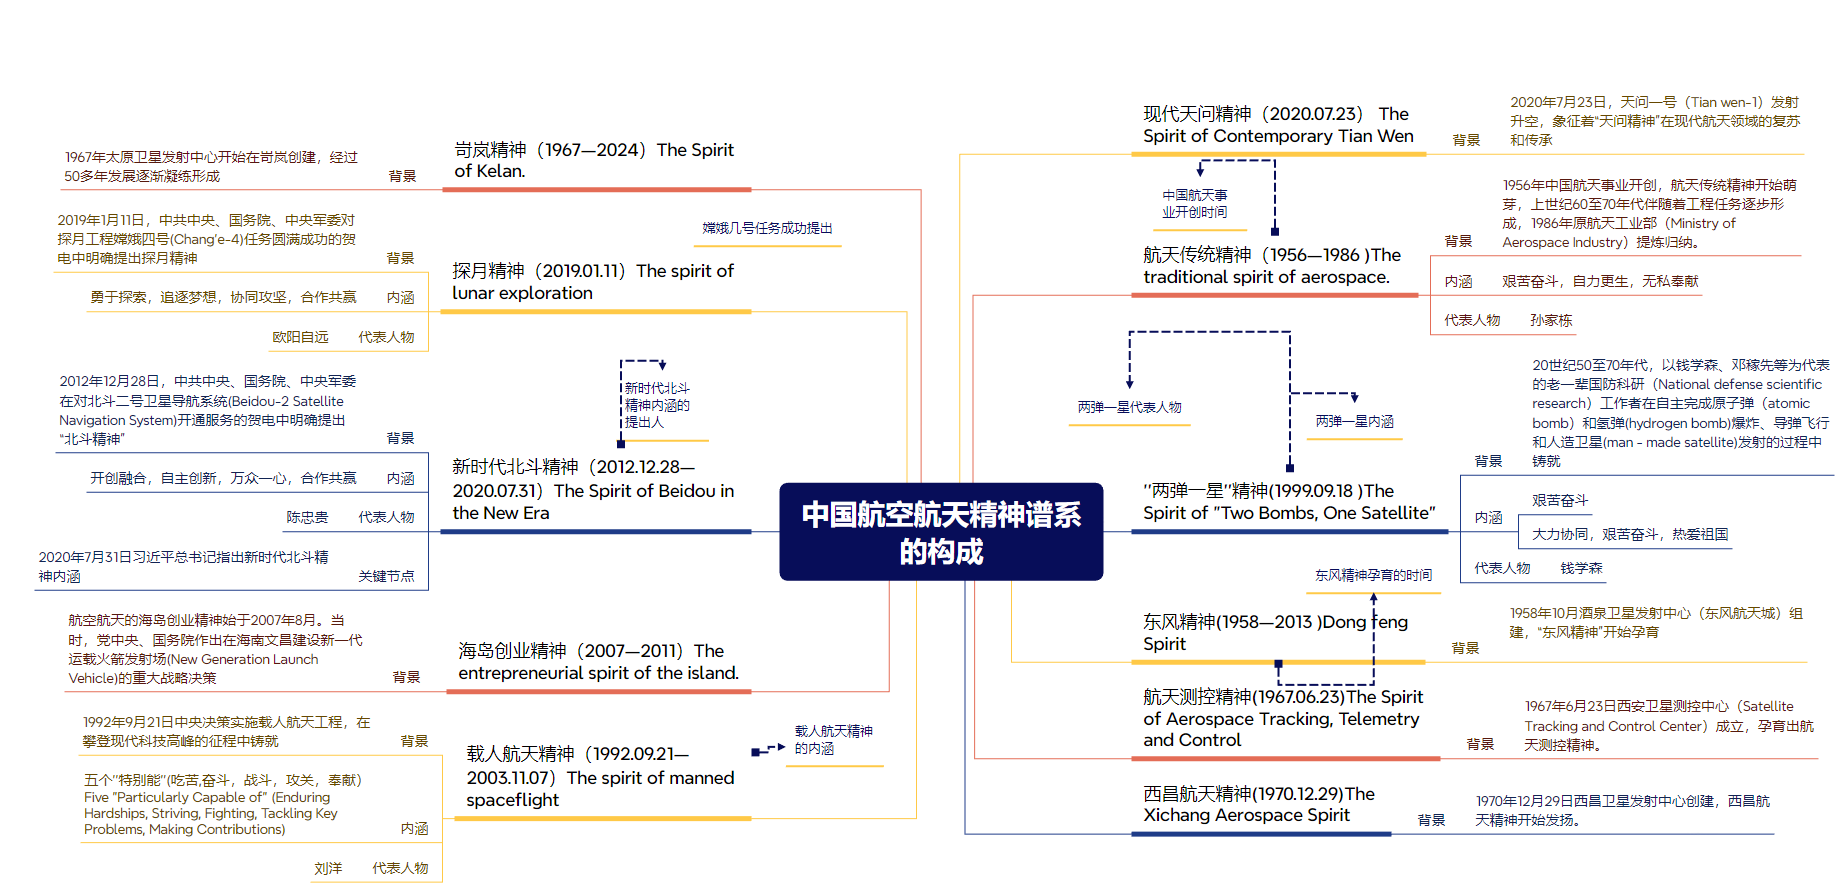 中国航空航天精神谱系
的构成
现代天问精神（2020.07.23） The
Spirit of Contemporary Tian Wen
背景
2020年7月23日，天问一号（Tian wen-1）发射
升空，象征着“天问精神”在现代航天领域的复苏
和传承
中国航天事
业开创时间
航天传统精神（1956—1986 )The
traditional spirit of aerospace.
背景
1956年中国航天事业开创，航天传统精神开始萌
芽，上世纪60至70年代伴随着工程任务逐步形
成，1986年原航天工业部（Ministry of
Aerospace Industry）提炼归纳。
内涵
艰苦奋斗，自力更生，无私奉献
代表人物
孙家栋
两弹一星代表人物
两弹一星内涵
''两弹一星''精神(1999.09.18 )The
Spirit of "Two Bombs, One Satellite”
背景
20世纪50至70年代，以钱学森、邓稼先等为代表
的老一辈国防科研（National defense scientific
research）工作者在自主完成原子弹（atomic
bomb）和氢弹(hydrogen bomb)爆炸、导弹飞行
和人造卫星(man - made satellite)发射的过程中
铸就
内涵
艰苦奋斗
大力协同，艰苦奋斗，热爱祖国
代表人物
钱学森
东风精神孕育的时间
东风精神(1958—2013 )Dong Feng
Spirit
背景
1958年10月酒泉卫星发射中心（东风航天城）组
建，“东风精神”开始孕育
航天测控精神(1967.06.23)The Spirit
of Aerospace Tracking, Telemetry
and Control
背景
1967年6月23日西安卫星测控中心（Satellite
Tracking and Control Center）成立，孕育出航
天测控精神。
西昌航天精神(1970.12.29)The
Xichang Aerospace Spirit
背景
1970年12月29日西昌卫星发射中心创建，西昌航
天精神开始发扬。
岢岚精神（1967—2024）The Spirit
of Kelan.
背景
1967年太原卫星发射中心开始在岢岚创建，经过
50多年发展逐渐凝练形成
嫦娥几号任务成功提出
探月精神（2019.01.11）The spirit of
lunar exploration
背景
2019年1月11日，中共中央、国务院、中央军委对
探月工程嫦娥四号(Chang’e-4)任务圆满成功的贺
电中明确提出探月精神
内涵
勇于探索，追逐梦想，协同攻坚，合作共赢
代表人物
欧阳自远
新时代北斗
精神内涵的
提出人
新时代北斗精神（2012.12.28—
2020.07.31）The Spirit of Beidou in
the New Era
背景
2012年12月28日，中共中央、国务院、中央军委
在对北斗二号卫星导航系统(Beidou-2 Satellite
Navigation System)开通服务的贺电中明确提出
“北斗精神”
内涵
开创融合，自主创新，万众一心，合作共赢
代表人物
陈忠贵
关键节点
2020年7月31日习近平总书记指出新时代北斗精
神内涵
海岛创业精神（2007—2011）The
entrepreneurial spirit of the island.
背景
航空航天的海岛创业精神始于2007年8月。当
时，党中央、国务院作出在海南文昌建设新一代
运载火箭发射场(New Generation Launch
Vehicle)的重大战略决策
载人航天精神
的内涵
载人航天精神（1992.09.21—
2003.11.07）The spirit of manned
spaceflight
背景
1992年9月21日中央决策实施载人航天工程，在
攀登现代科技高峰的征程中铸就
内涵
五个“特别能”(吃苦,奋斗，战斗，攻关，奉献）
Five "Particularly Capable of" (Enduring
Hardships, Striving, Fighting, Tackling Key
Problems, Making Contributions)
代表人物
刘洋